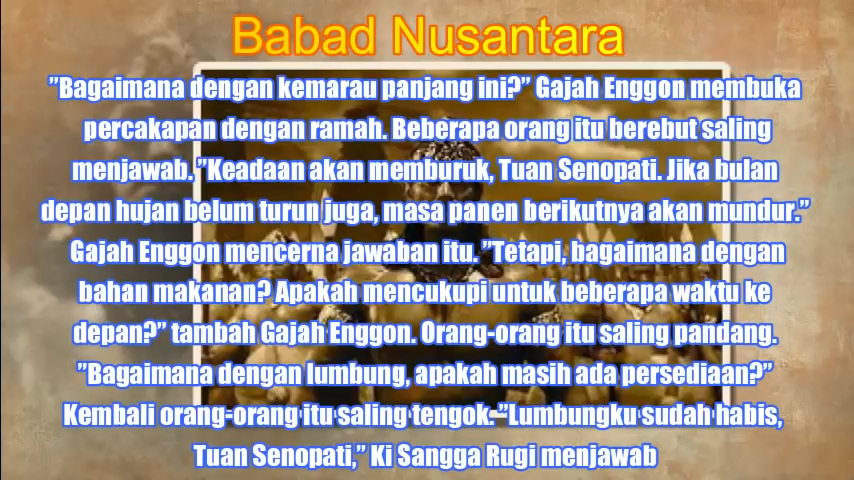 Babad Nusantara
”Bagaimana dengan kemarau panjang ini?” Gajah Enggon membuka
percakapan dengan ramah. Beberapa orang itu berebut saling
menjawab. ”Keadaan akan memburuk, Tuan Senopati. Jika bulan
depan hujan belum turun juga, masa panen berikutnya akan mundur.”
Gajah Enggon mencerna jawaban itu. ”Tetapi, bagaimana dengan
bahan makanan? Apakah mencukupi untuk beberapa waktu ke
depan?” tambah Gajah Enggon. Orang-orang itu saling pandang.
”Bagaimana dengan lumbung, apakah masih ada persediaan?”
Kembali orang-orang itu saling tengok. ”Lumbungku sudah habis,
Tuan Senopati,” Ki Sangga Rugi menjawab